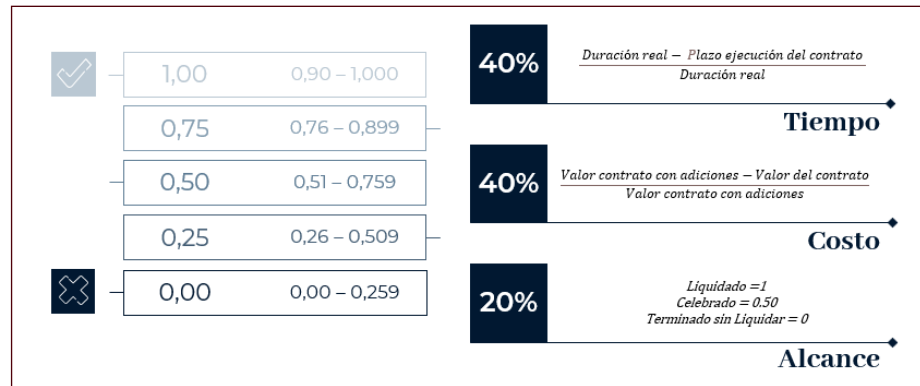 1,00 0,90 – 1,000
0,75 0,76 – 0,899
0,50 0,51 – 0,759
0,25 0,26 – 0,509
0,00 0,00 – 0,259
40%
Duración real − Plazo ejecución del contrato
Duración real
Tiempo
40%
Valor contrato con adiciones − Valor del contrato
Valor contrato con adiciones
Costo
20%
Liquidado =1
Celebrado = 0.50
Terminado sin Liquidar = 0
Alcance